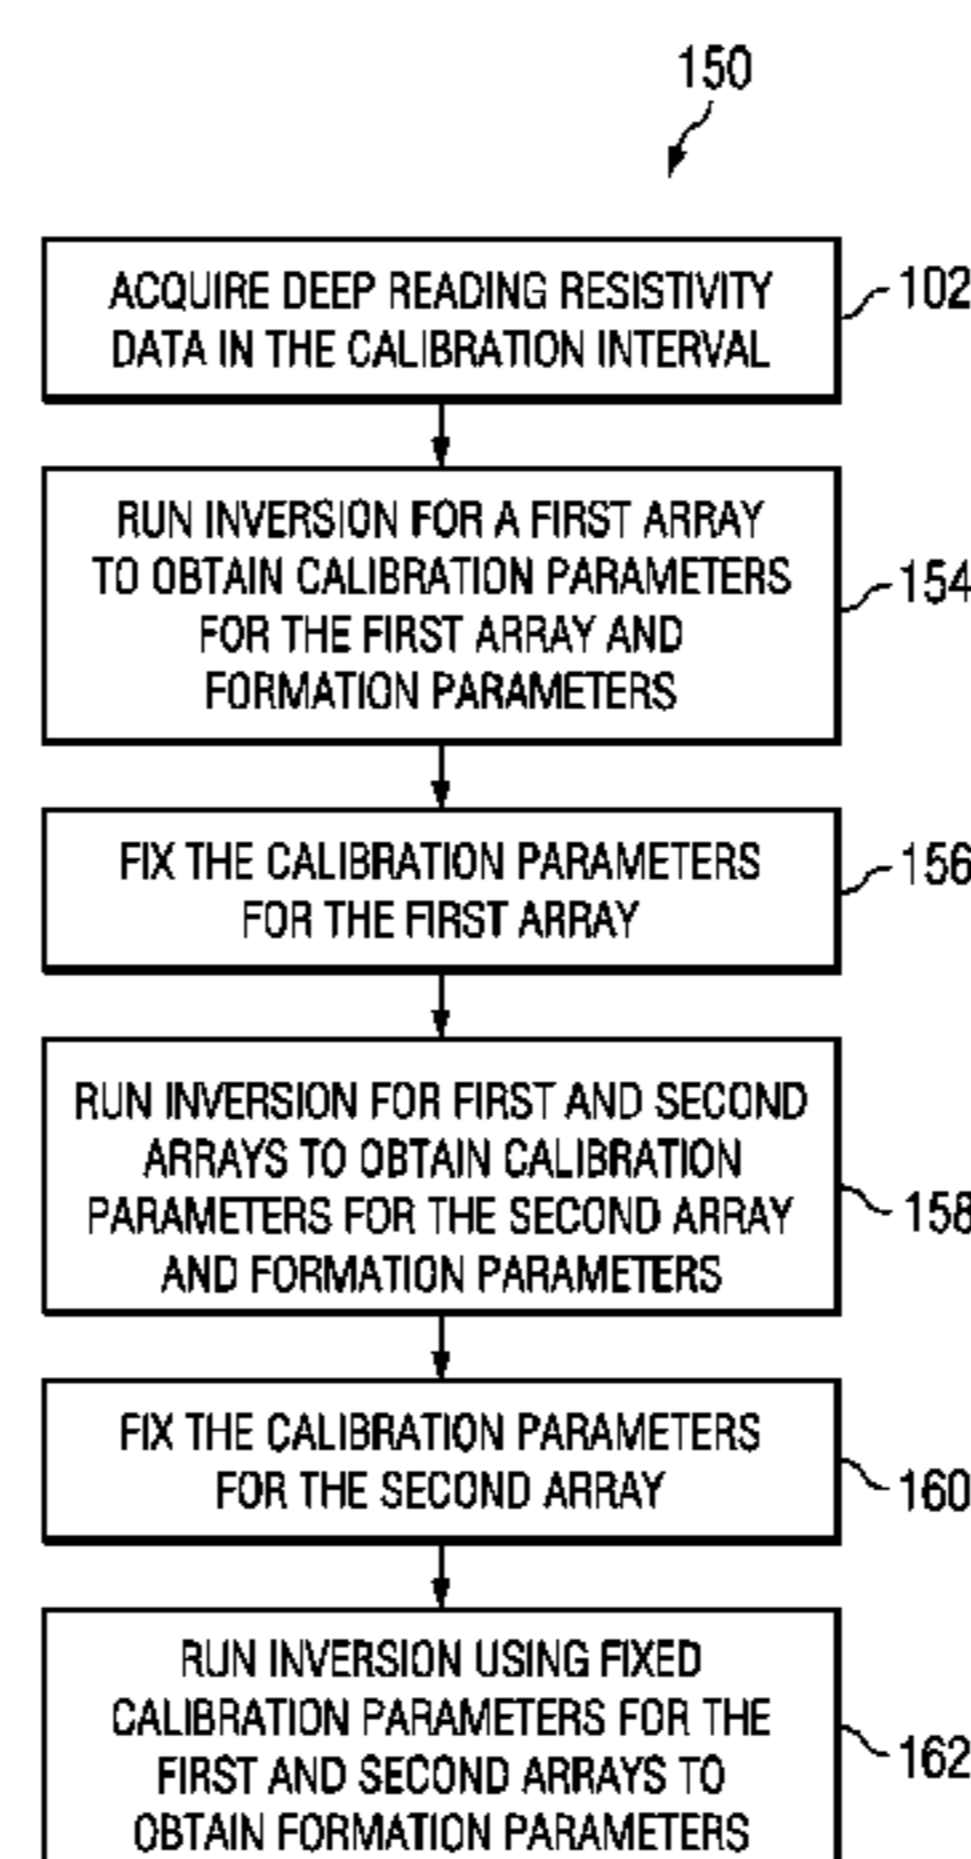 150
ACQUIRE DEEP READING RESISTIVITY
DATA IN THE CALIBRATION INTERVAL
102
RUN INVERSION FOR A FIRST ARRAY
TO OBTAIN CALIBRATION PARAMETERS
FOR THE FIRST ARRAY AND
FORMATION PARAMETERS
154
FIX THE CALIBRATION PARAMETERS
FOR THE FIRST ARRAY
156
RUN INVERSION FOR FIRST AND SECOND
ARRAYS TO OBTAIN CALIBRATION
PARAMETERS FOR THE SECOND ARRAY
AND FORMATION PARAMETERS
158
FIX THE CALIBRATION PARAMETERS
FOR THE SECOND ARRAY
160
RUN INVERSION USING FIXED
CALIBRATION PARAMETERS FOR THE
FIRST AND SECOND ARRAYS TO
OBTAIN FORMATION PARAMETERS
162